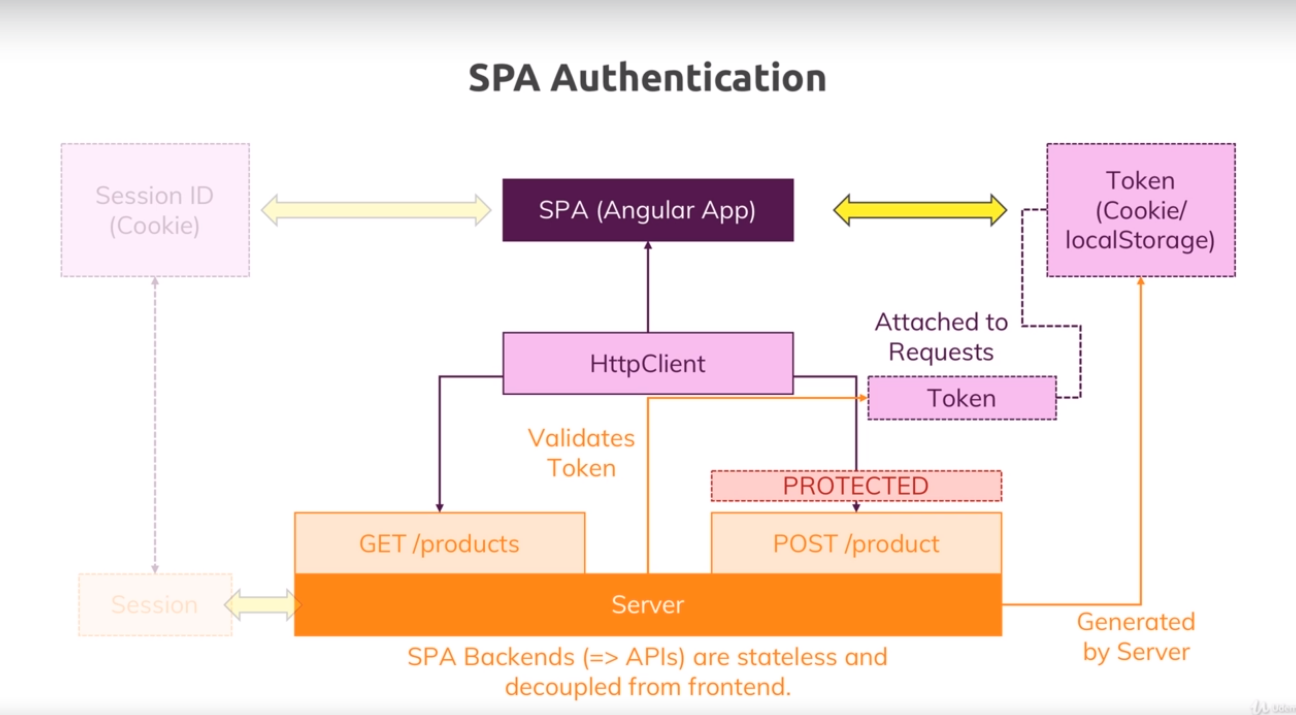 SPA Authentication
Session ID
(Cookie)
SPA (Angular App)
Token
(Cookie/
localStorage)
Attached to
Requests
HttpClient
Token
Validates
Token
PROTECTED
GET /products
POST /product
Session
Server
Generated
by Server
SPA Backends (=> APIs) are stateless and
decoupled from frontend.